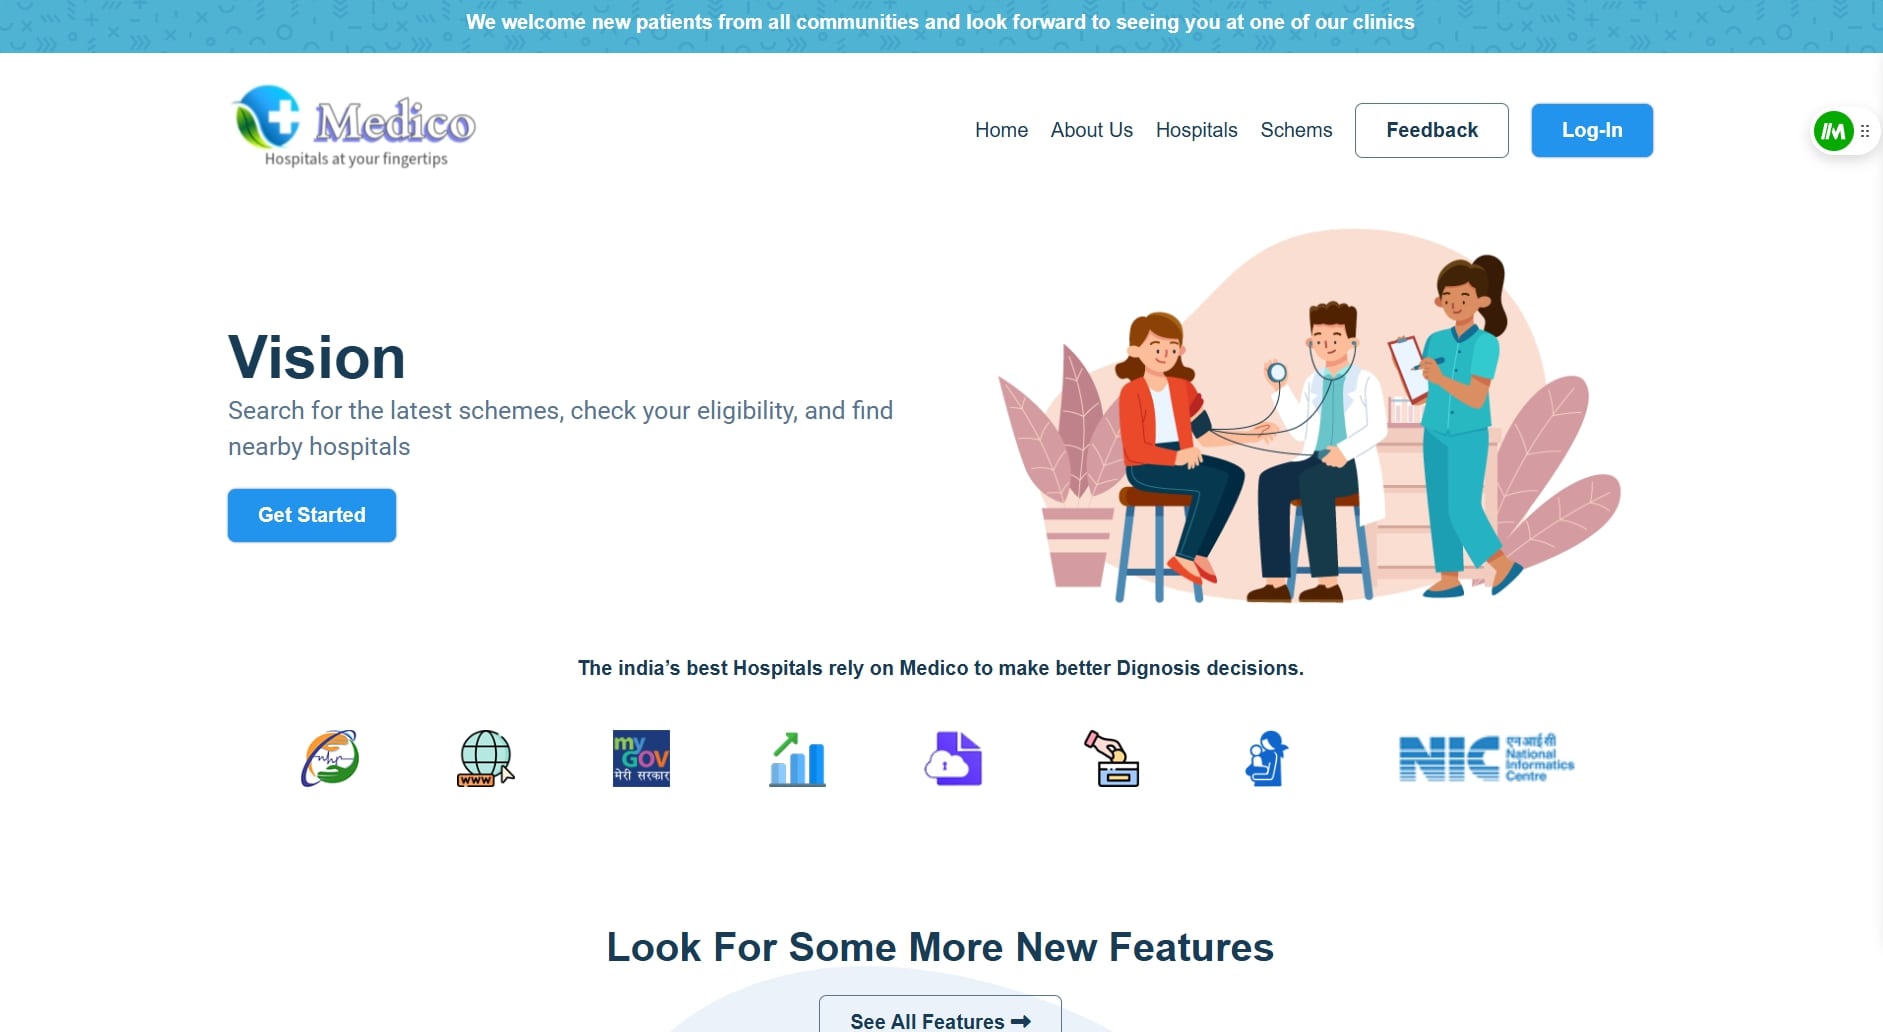 We welcome new patients from all communities and look forward to seeing you at one of our clinics
Medico
Hospitals at your fingertips
Home About Us Hospitals Schems Feedback Log-In
Vision
Search for the latest schemes, check your eligibility, and find
nearby hospitals
Get Started
The india’s best Hospitals rely on Medico to make better Dignosis decisions.
nhp
www
my
GOV
मेरी सरकार
NIC
एन आई सी
National
Informatics
Centre
Look For Some More New Features
See All Features